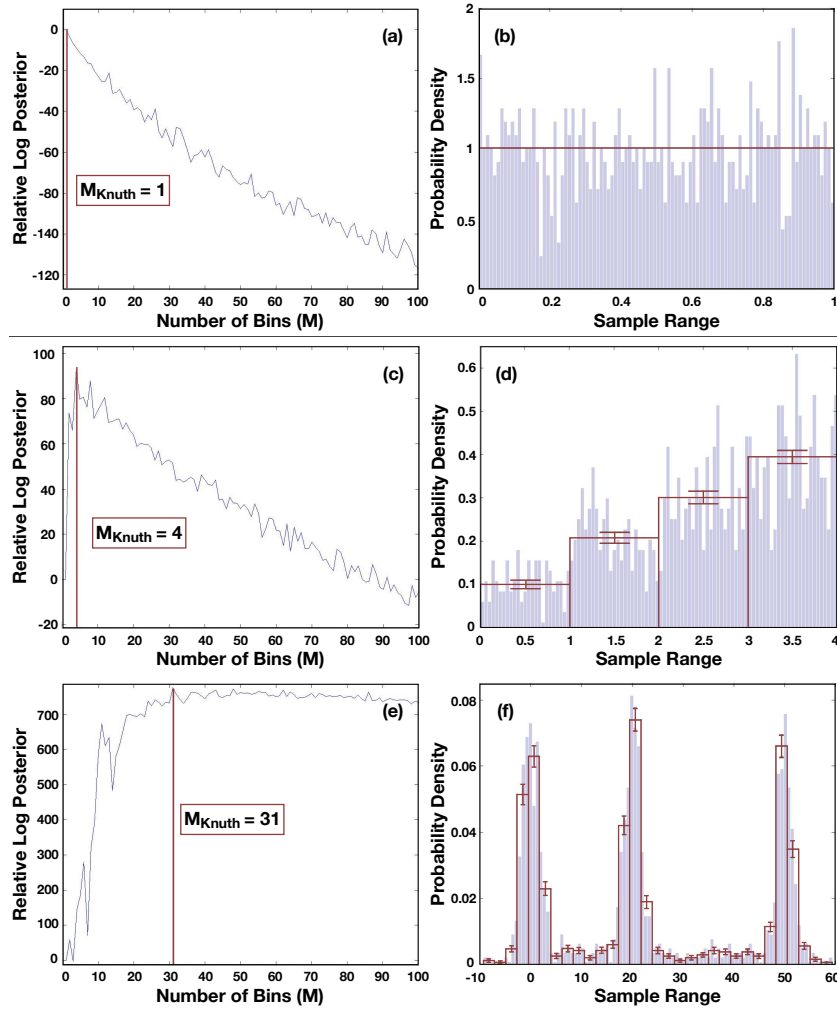 (a)
Relative Log Posterior
0
-20
-40
-60
-80
-140
-120
M_Knuth = 1
0 10 20 30 40 50 60 70 80 90 100
Number of Bins (M)
(b)
Probability Density
2
1.5
1
0.5
0
0 0.2 0.4 0.6 0.8 1
Sample Range
(c)
Relative Log Posterior
100
80
60
40
20
0
-20
M_Knuth = 4
0 10 20 30 40 50 60 70 80 90 100
Number of Bins (M)
(d)
Probability Density
0.6
0.5
0.4
0.3
0.2
0.1
0
0 0.5 1 1.5 2 2.5 3 3.5 4
Sample Range
(e)
Relative Log Posterior
700
600
500
400
300
200
100
0
M_Knuth = 31
0 10 20 30 40 50 60 70 80 90 100
Number of Bins (M)
(f)
Probability Density
0.08
0.06
0.04
0.02
0
-10 0 10 20 30 40 50 60
Sample Range